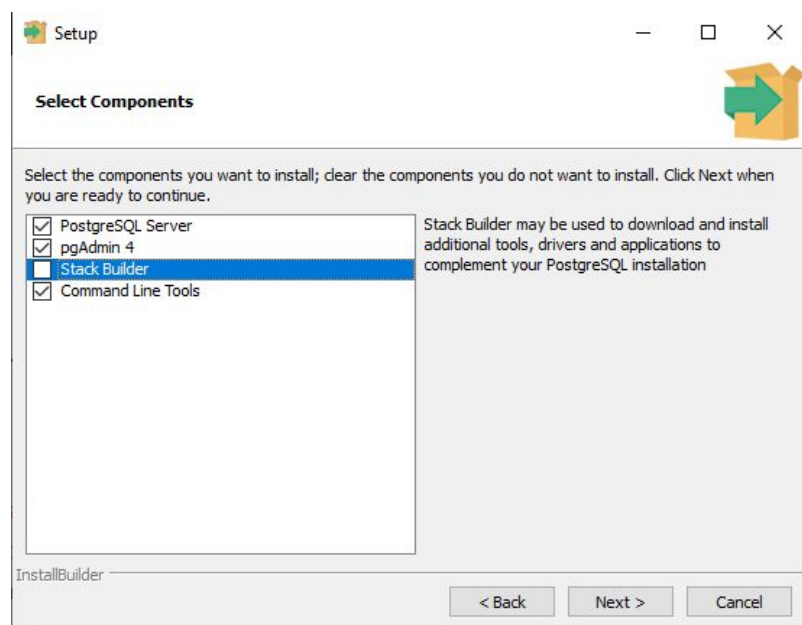 Setup
Select Components
Select the components you want to install; clear the components you do not want to install. Click Next when
you are ready to continue.
PostgreSQL Server
pgAdmin 4
Stack Builder
Command Line Tools
Stack Builder may be used to download and install
additional tools, drivers and applications to
complement your PostgreSQL installation
InstallBuilder
< Back
Next >
Cancel